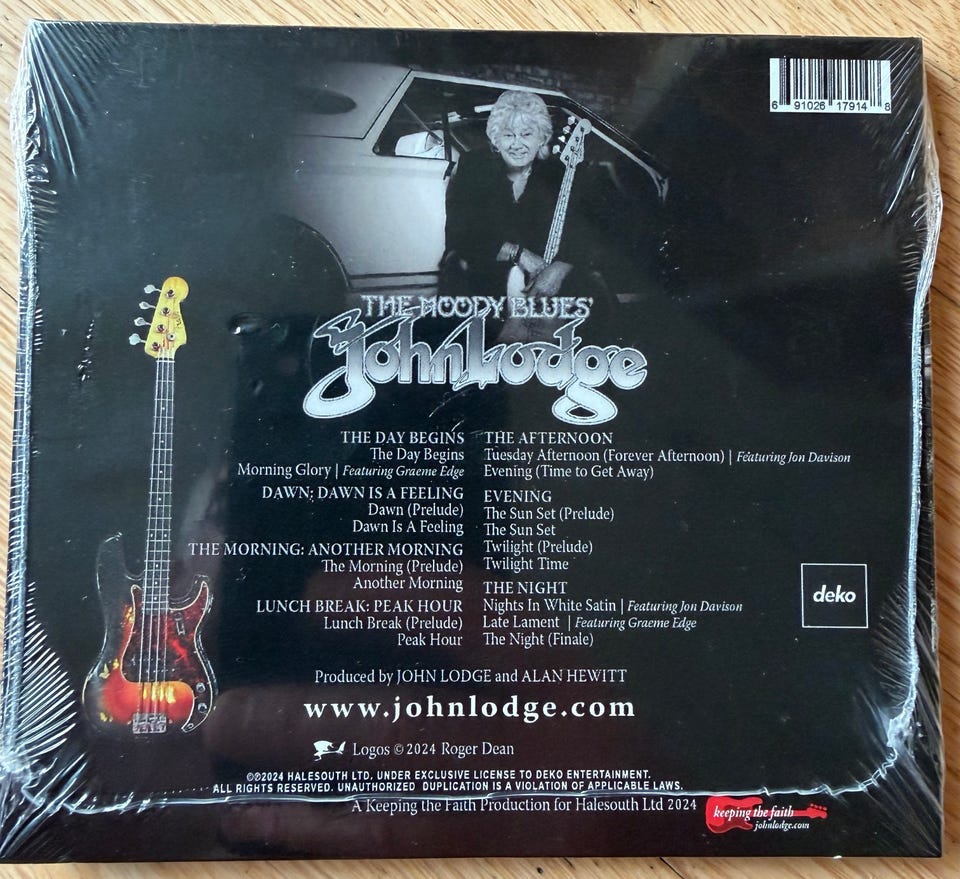 6 91026 17914 8
THE MOODY BLUES'
John Lodge
THE DAY BEGINS
The Day Begins
Morning Glory | Featuring Graeme Edge
DAWN: DAWN IS A FEELING
Dawn (Prelude)
Dawn Is A Feeling
THE MORNING: ANOTHER MORNING
The Morning (Prelude)
Another Morning
LUNCH BREAK: PEAK HOUR
Lunch Break (Prelude)
Peak Hour
THE AFTERNOON
Tuesday Afternoon (Forever Afternoon) | Featuring Jon Davison
Evening (Time to Get Away)
EVENING
The Sun Set (Prelude)
The Sun Set
Twilight (Prelude)
Twilight Time
THE NIGHT
Nights In White Satin | Featuring Jon Davison
Late Lament | Featuring Graeme Edge
The Night (Finale)
deko
Produced by JOHN LODGE and ALAN HEWITT
www.johnlodge.com
Logos © 2024 Roger Dean
©℗2024 HALESOUTH LTD. UNDER EXCLUSIVE LICENSE TO DEKO ENTERTAINMENT.
ALL RIGHTS RESERVED. UNAUTHORIZED DUPLICATION IS A VIOLATION OF APPLICABLE LAWS.
A Keeping the Faith Production for Halesouth Ltd 2024
keeping the faith
johnlodge.com